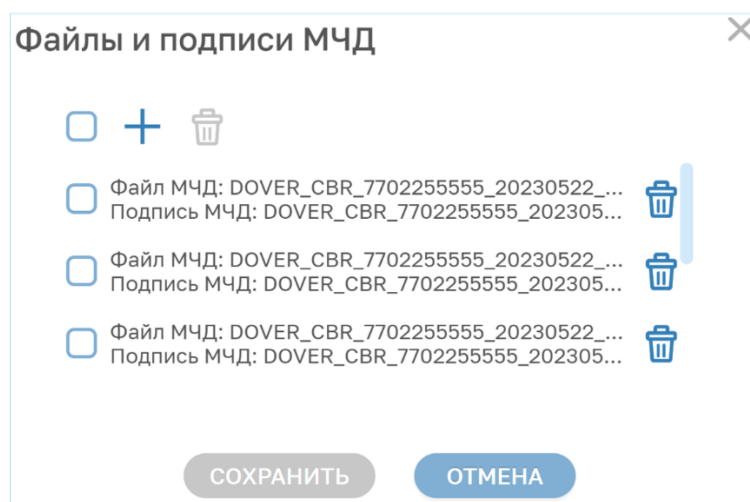 Файлы и подписи МЧД
Файл МЧД: DOVER_CBR_7702255555_20230522_...
Подпись МЧД: DOVER_CBR_7702255555_202305...
Файл МЧД: DOVER_CBR_7702255555_20230522_...
Подпись МЧД: DOVER_CBR_7702255555_202305...
Файл МЧД: DOVER_CBR_7702255555_20230522_...
Подпись МЧД: DOVER_CBR_7702255555_202305...
СОХРАНИТЬ ОТМЕНА